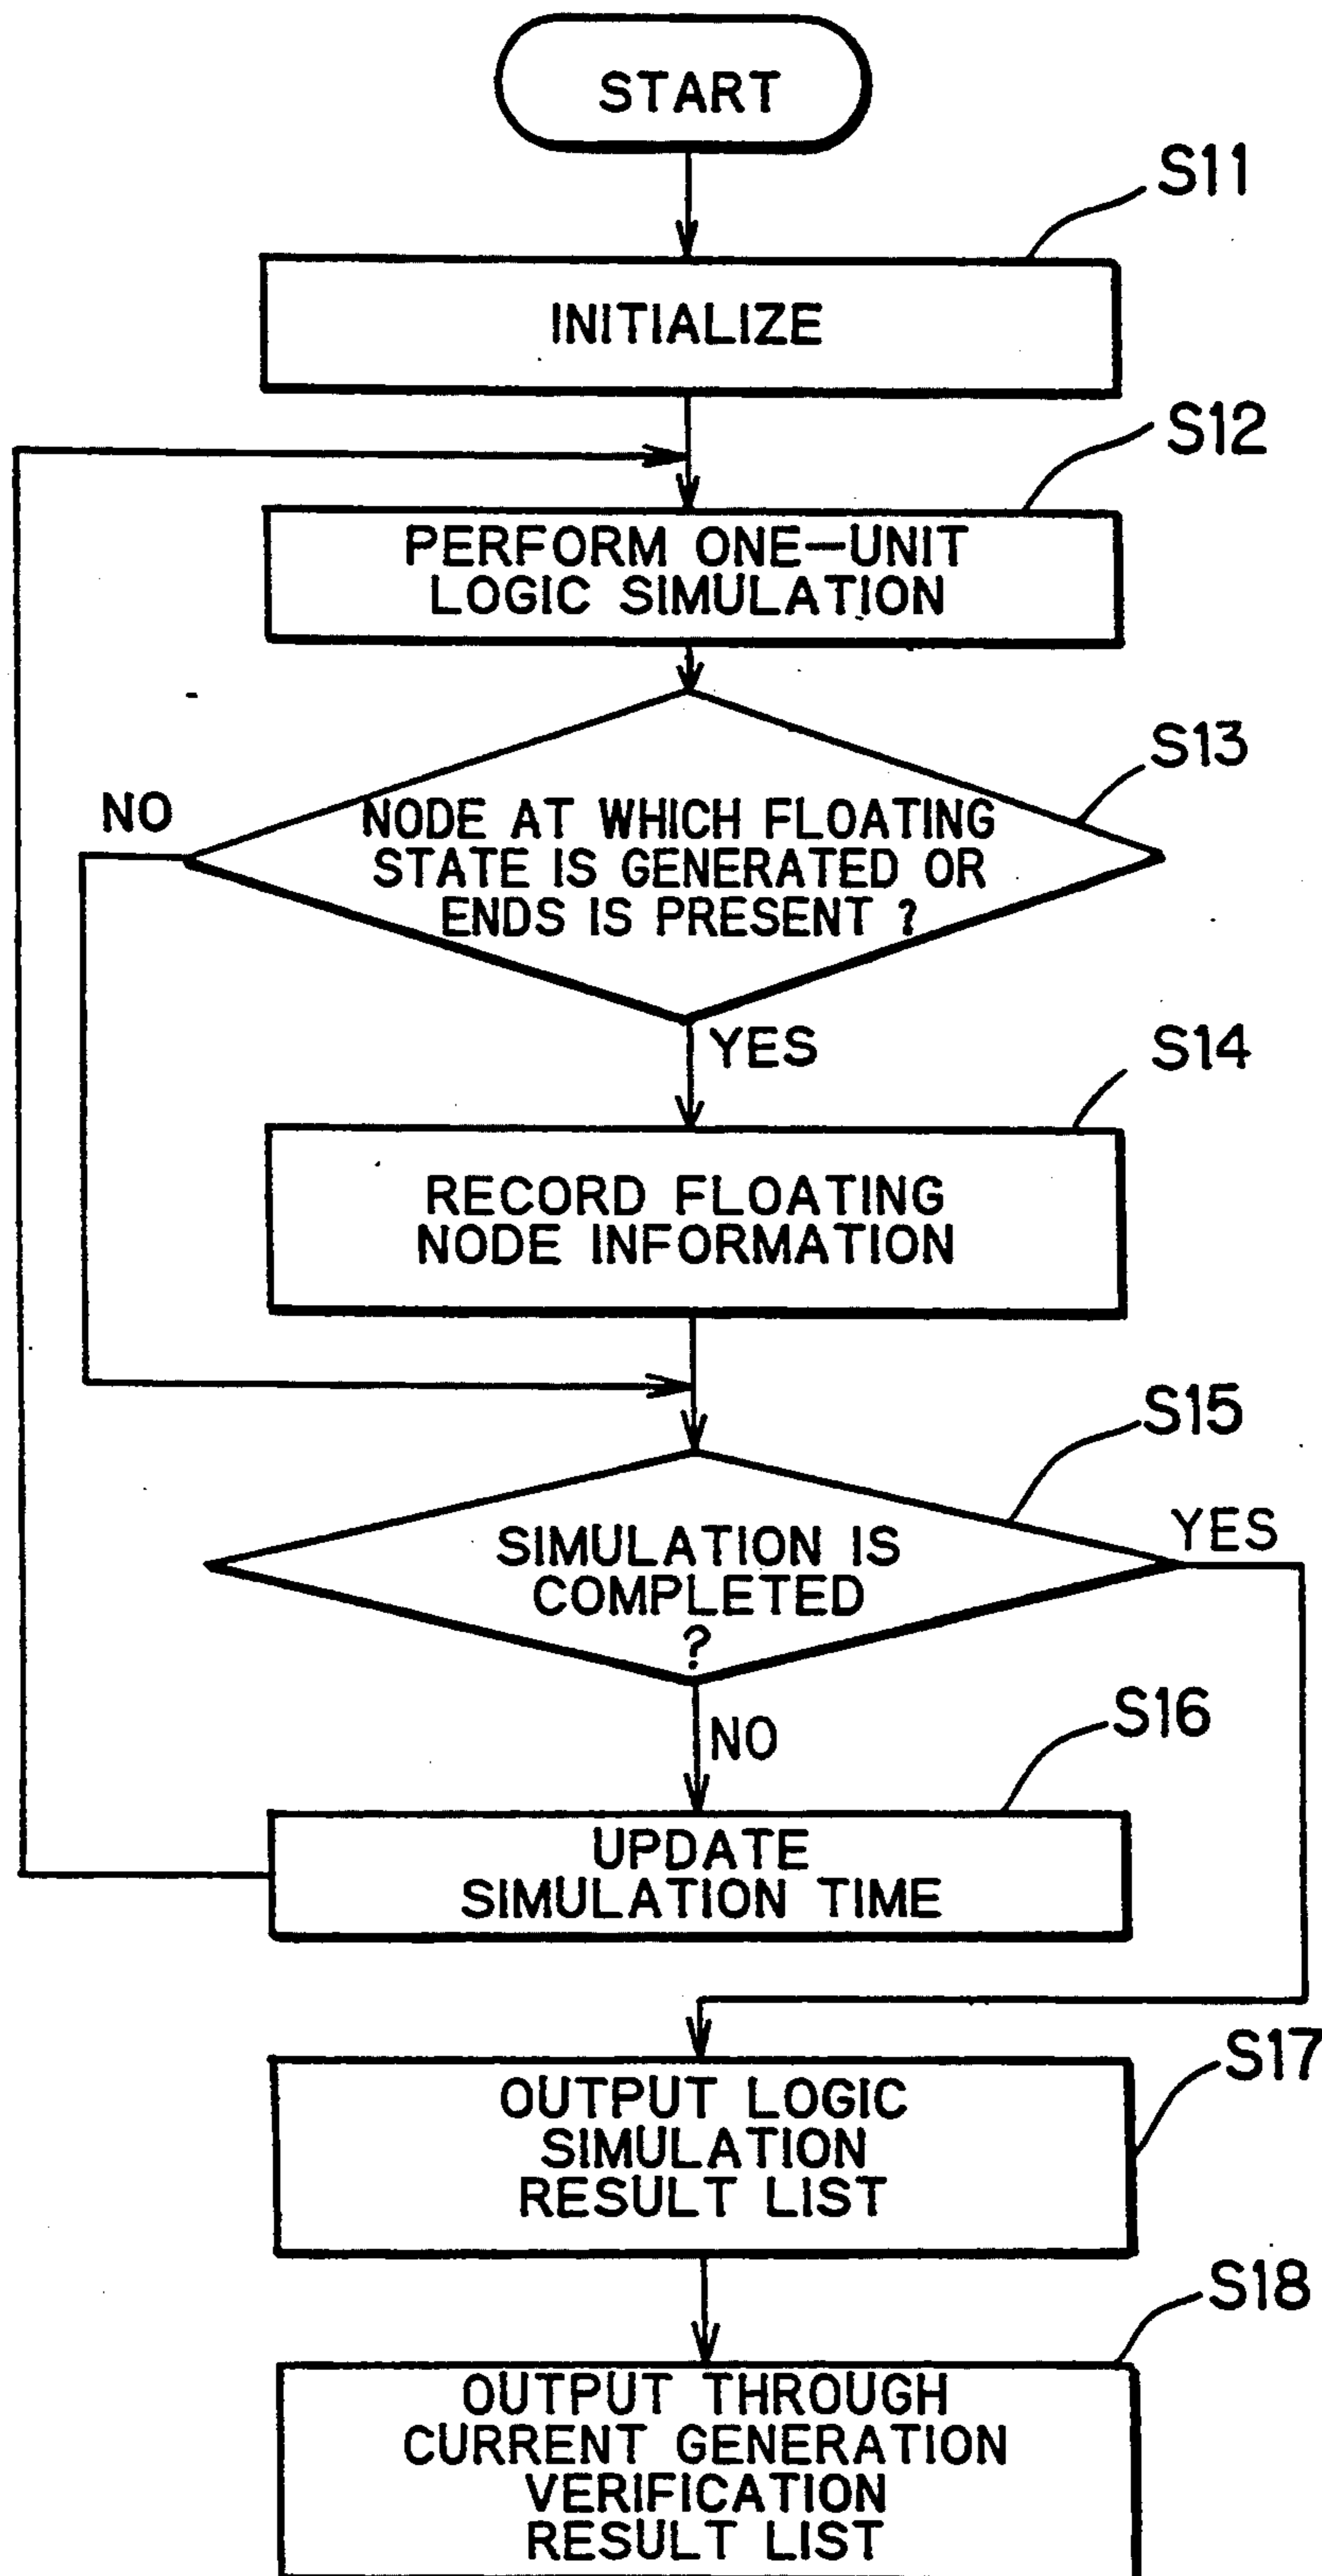 START
S11
INITIALIZE
S12
PERFORM ONE-UNIT
LOGIC SIMULATION
S13
NO
NODE AT WHICH FLOATING
STATE IS GENERATED OR
ENDS IS PRESENT ?
YES
S14
RECORD FLOATING
NODE INFORMATION
S15
YES
SIMULATION IS
COMPLETED
?
NO
S16
UPDATE
SIMULATION TIME
S17
OUTPUT LOGIC
SIMULATION
RESULT LIST
S18
OUTPUT THROUGH
CURRENT GENERATION
VERIFICATION
RESULT LIST